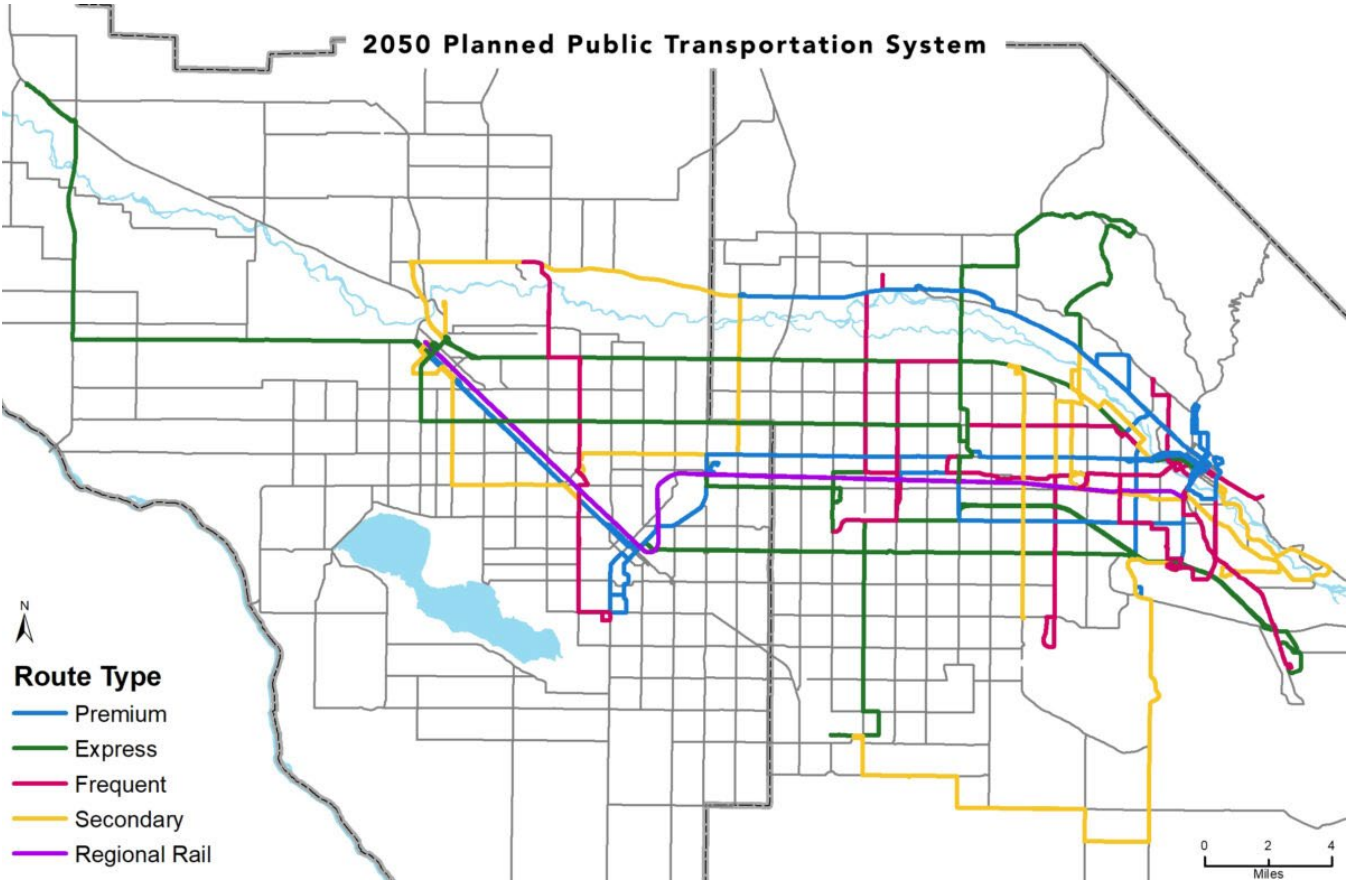 2050 Planned Public Transportation System
N
Route Type
Premium
Express
Frequent
Secondary
Regional Rail
0 2 4
Miles